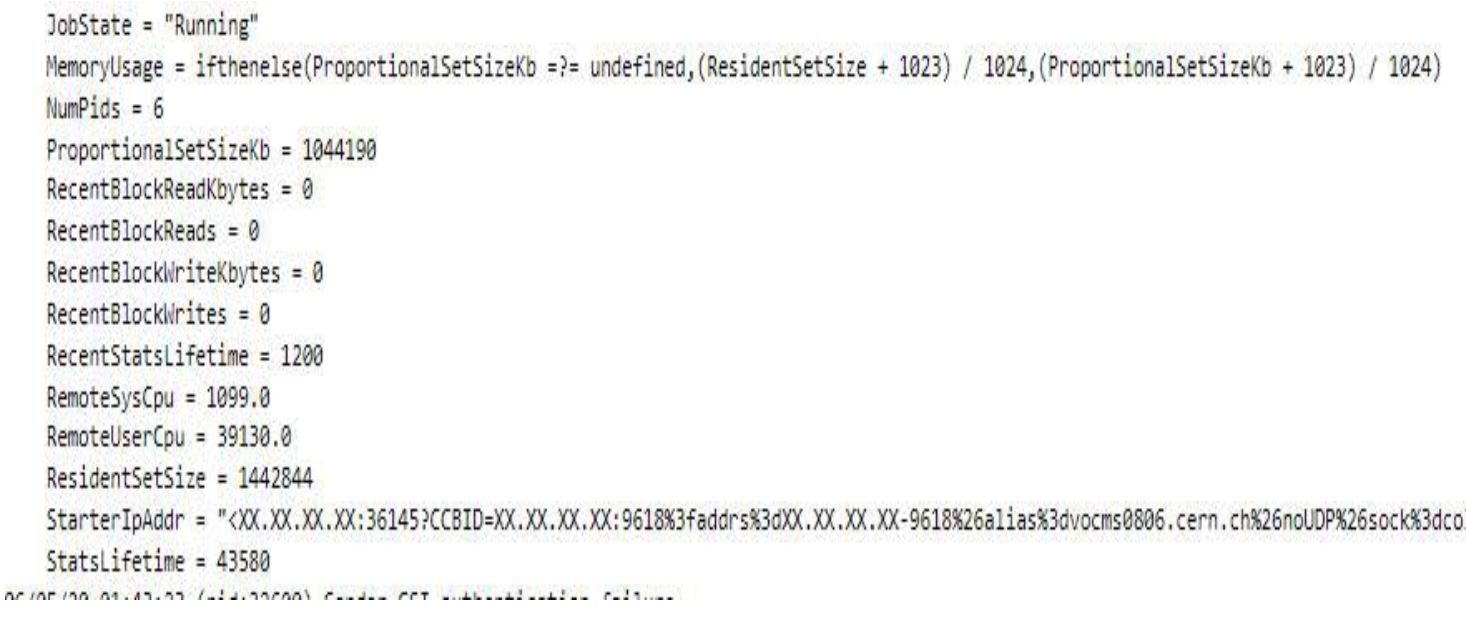 JobState = "Running"
MemoryUsage = ifthenelse(ProportionalSetSizeKb =?= undefined,(ResidentSetSize + 1023) / 1024,(ProportionalSetSizeKb + 1023) / 1024)
NumPids = 6
ProportionalSetSizeKb = 1044190
RecentBlockReadKbytes = 0
RecentBlockReads = 0
RecentBlockWriteKbytes = 0
RecentBlockWrites = 0
RecentStatsLifetime = 1200
RemoteSysCpu = 1099.0
RemoteUserCpu = 39130.0
ResidentSetSize = 1442844
StarterIpAddr = "<XX.XX.XX.XX:36145?CCBID=XX.XX.XX.XX:9618%3faddrs%3dXX.XX.XX.XX-9618%26alias%3dvocms0806.cern.ch%26noUDP%26sock%3dco
StatsLifetime = 43580